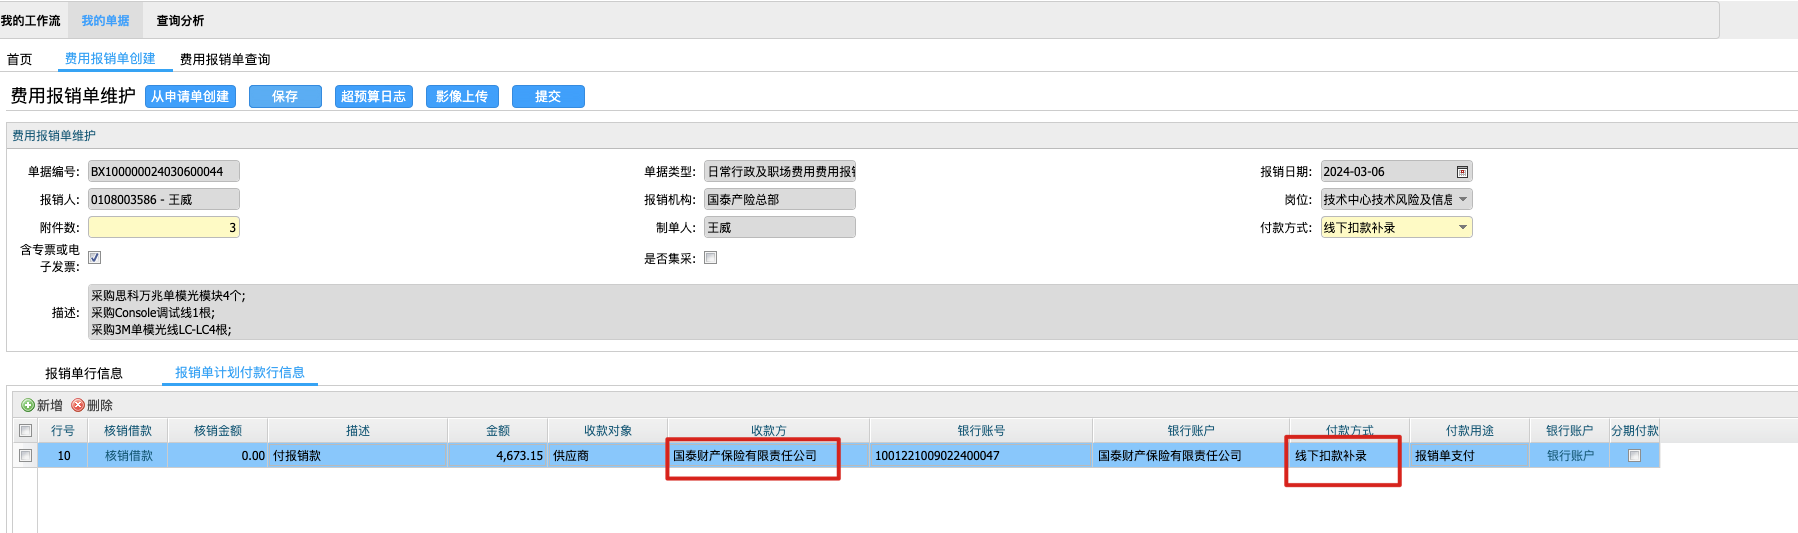 我的工作流 我的单据 查询分析
首页 费用报销单创建 费用报销单查询
费用报销单维护 从申请单创建 保存 超预算日志 影像上传 提交
费用报销单维护
单据编号: BX100000024030600044 单据类型: 日常行政及职场费用费用报 报销日期: 2024-03-06
报销人: 0108003586 - 王威 报销机构: 国泰产险总部 岗位: 技术中心技术风险及信息
附件数: 3 制单人: 王威 付款方式: 线下扣款补录
含专票或电
子发票: 是否集采:
描述: 采购思科万兆单模光模块4个;
采购Console调试线1根;
采购3M单模光线LC-LC4根;
报销单行信息 报销单计划付款行信息
新增 删除
行号 核销借款 核销金额 描述 金额 收款对象 收款方 银行账号 银行账户 付款方式 付款用途 银行账户 分期付款
10 核销借款 0.00 付报销款 4,673.15 供应商 国泰财产保险有限责任公司 1001221009022400047 国泰财产保险有限责任公司 线下扣款补录 报销单支付 银行账户